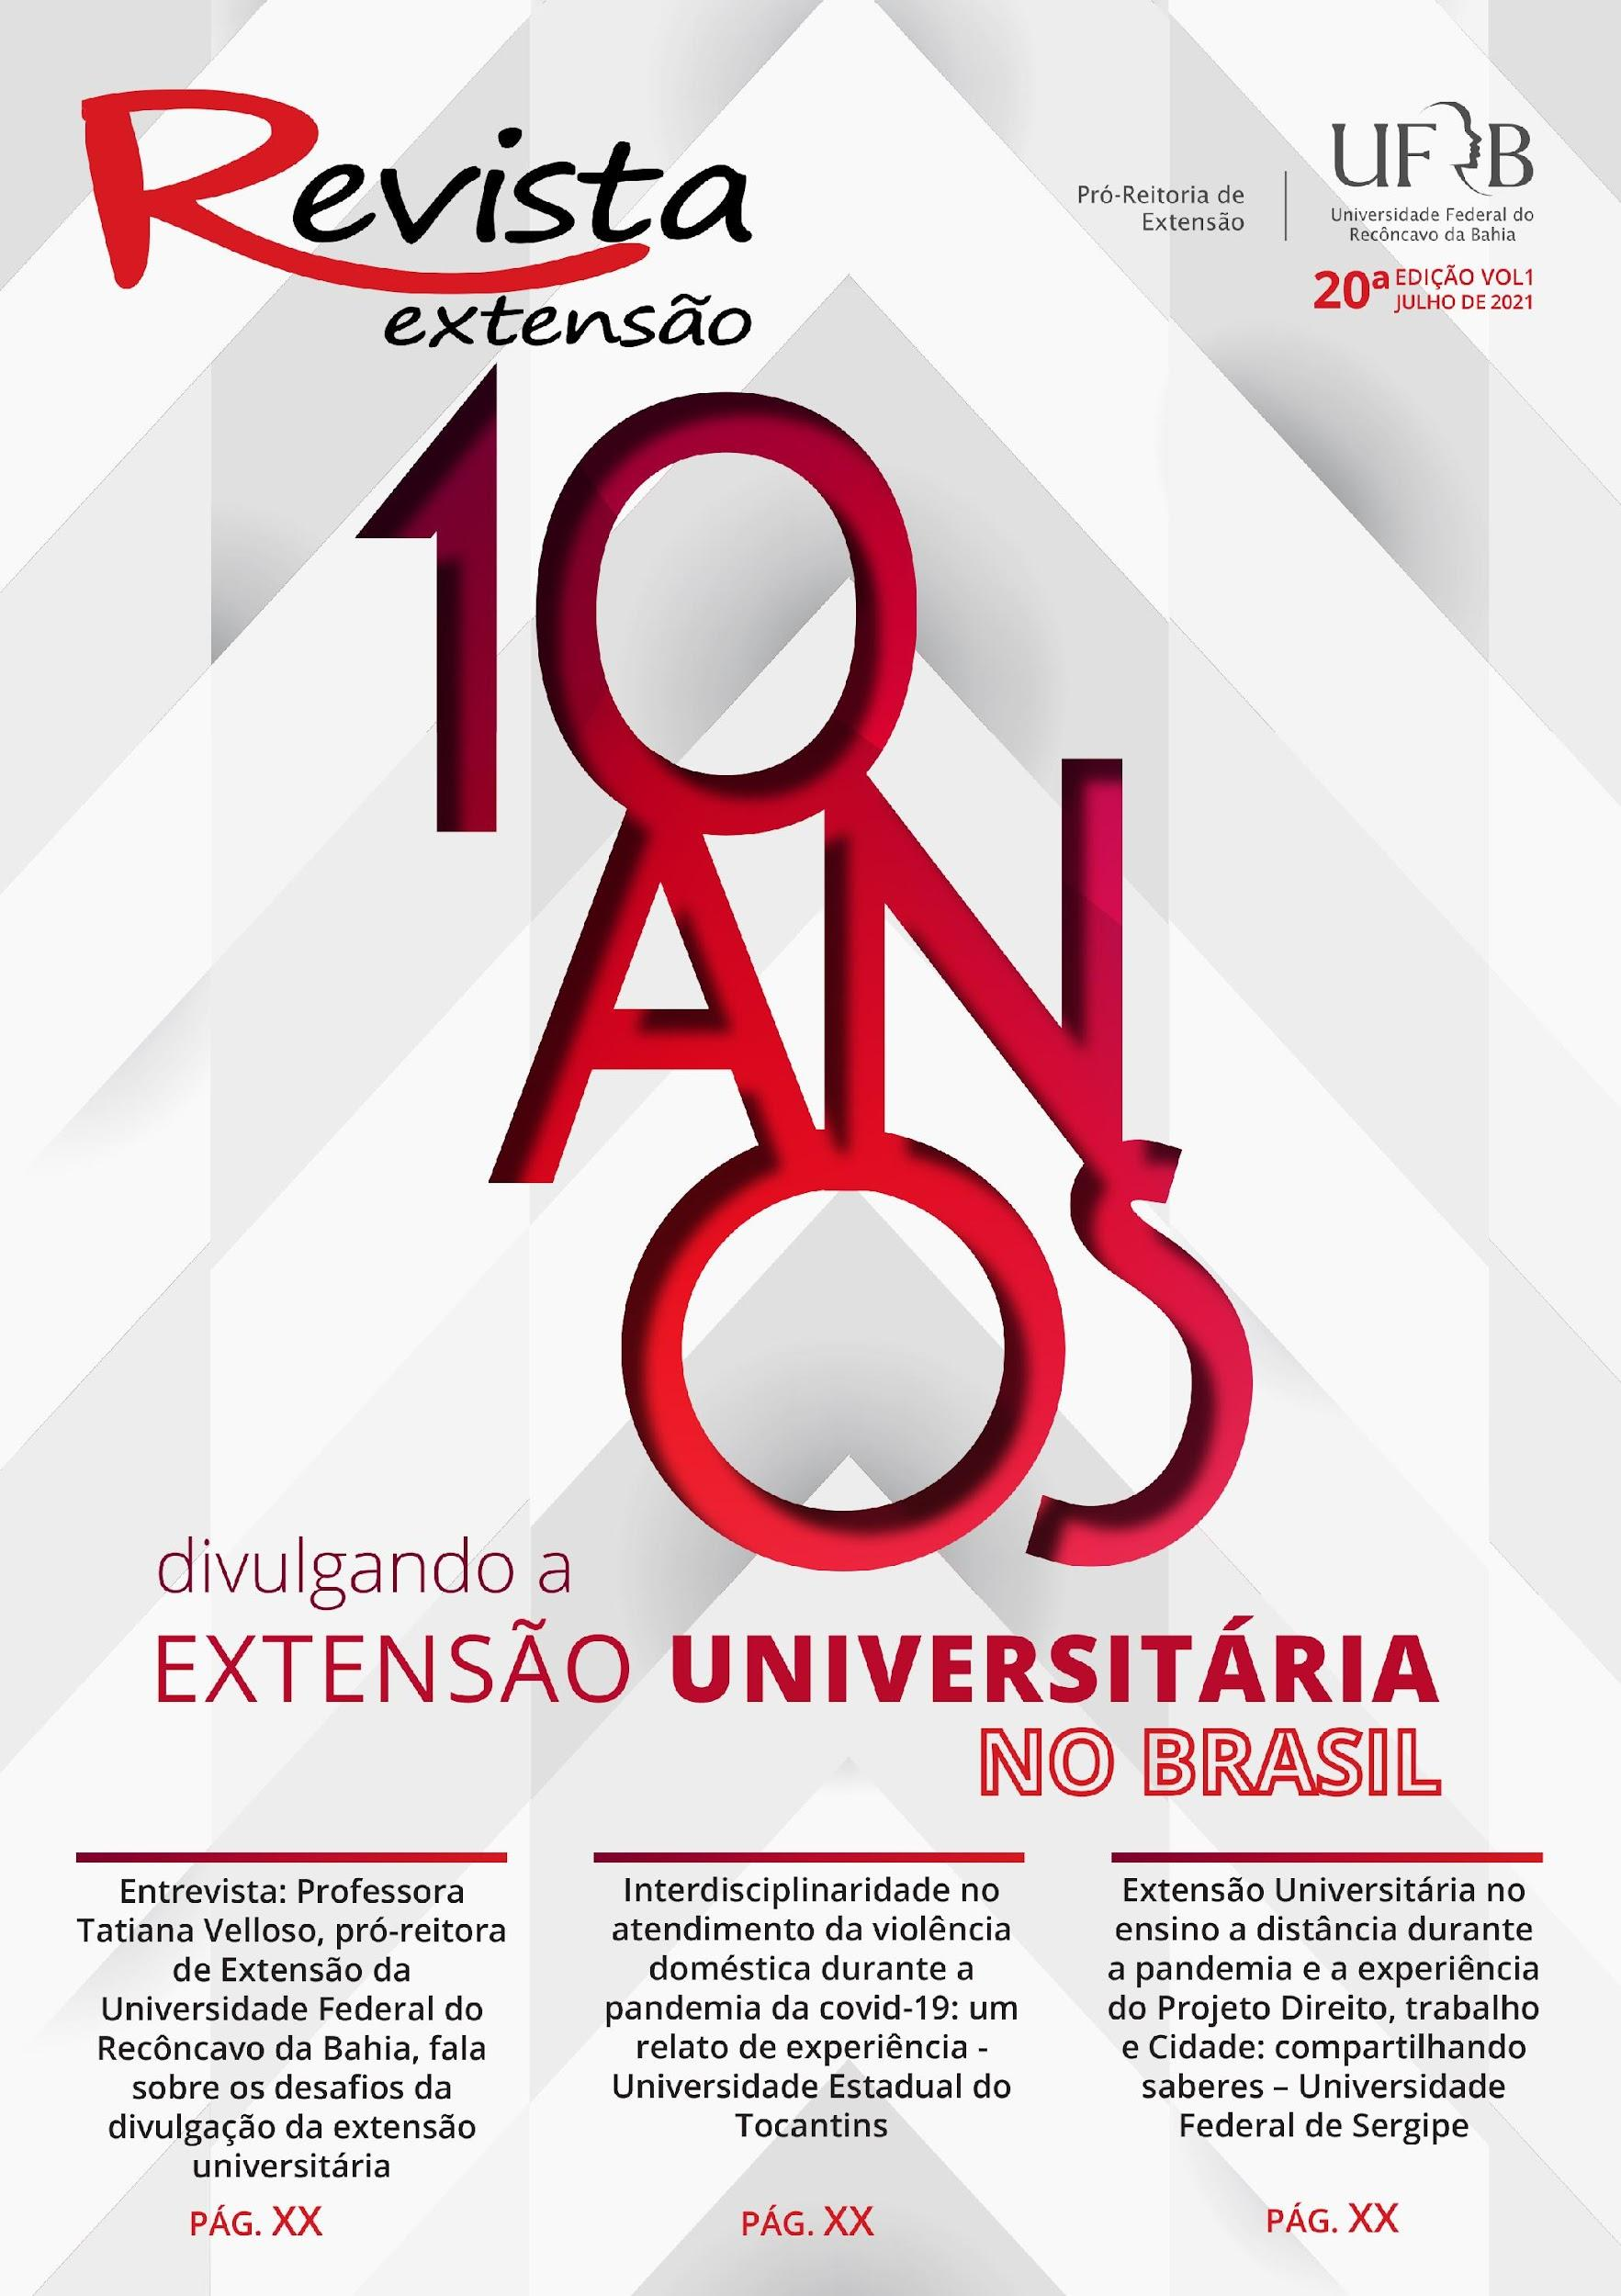 Revista
extensão
Pró-Reitoria de
Extensão
UFRB
Universidade Federal do
Recôncavo da Bahia
20ª EDIÇÃO VOL1
JULHO DE 2021
10
AN
OS
divulgando a
EXTENSÃO UNIVERSITÁRIA
NO BRASIL
Entrevista: Professora
Tatiana Velloso, pró-reitora
de Extensão da
Universidade Federal do
Recôncavo da Bahia, fala
sobre os desafios da
divulgação da extensão
universitária
PÁG. XX
Interdisciplinaridade no
atendimento da violência
doméstica durante a
pandemia da covid-19: um
relato de experiência -
Universidade Estadual do
Tocantins
PÁG. XX
Extensão Universitária no
ensino a distância durante
a pandemia e a experiência
do Projeto Direito, trabalho
e Cidade: compartilhando
saberes – Universidade
Federal de Sergipe
PÁG. XX